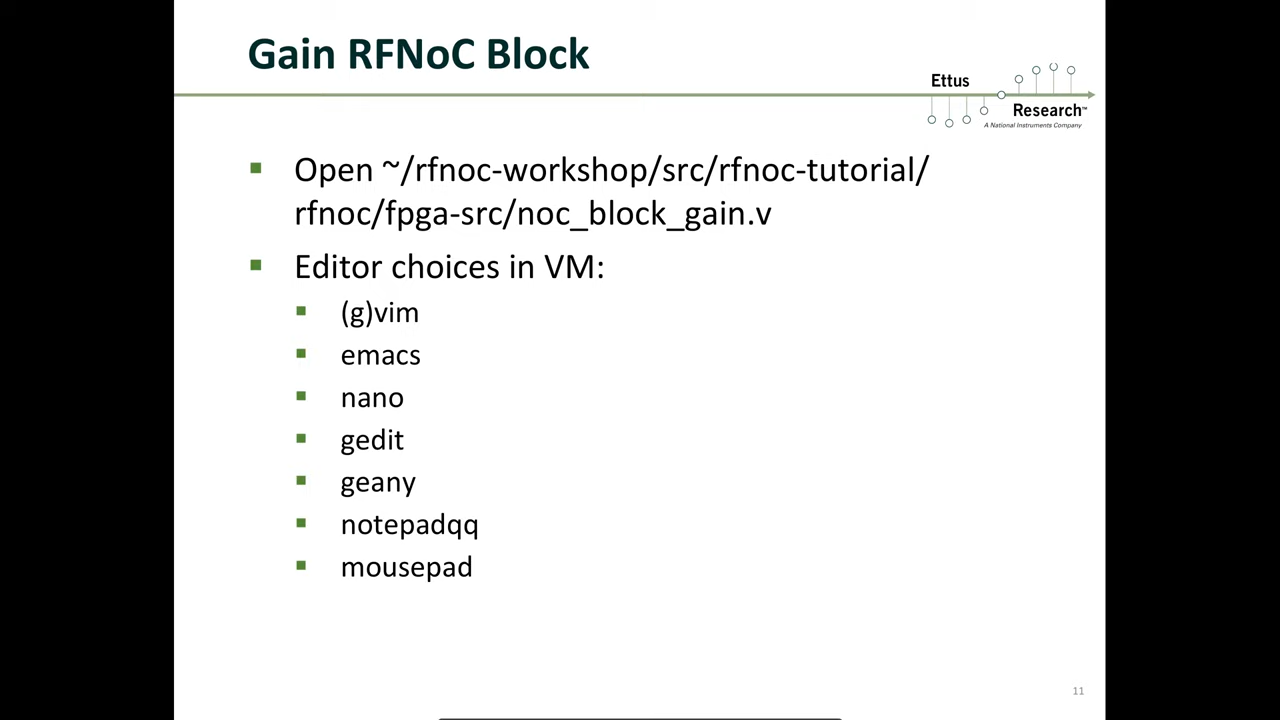 Gain RFNoC Block
Ettus
Research™
A National Instruments Company
Open ~/rfnoc-workshop/src/rfnoc-tutorial/
rfnoc/fpga-src/noc_block_gain.v
Editor choices in VM:
(g)vim
emacs
nano
gedit
geany
notepadqq
mousepad
11